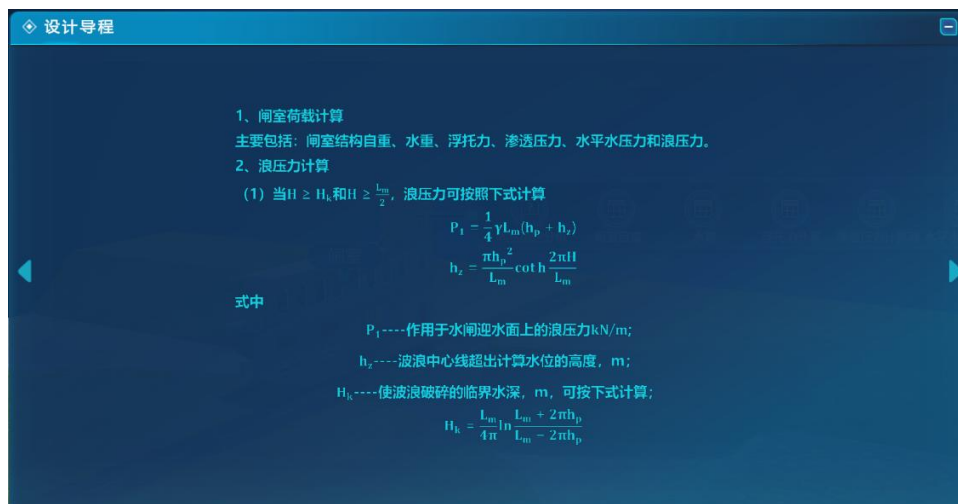 设计导程
1、闸室荷载计算
主要包括：闸室结构自重、水重、浮托力、渗透压力、水平水压力和浪压力。
2、浪压力计算
（1）当H ≥ Hₖ和H ≥ Lₘ/2，浪压力可按照下式计算
P₁ = 1/4 γLₘ(hₚ + h_z)
h_z = πhₚ²/Lₘ cot h 2πH/Lₘ
式中
P₁----作用于水闸迎水面上的浪压力kN/m;
h_z----波浪中心线超出计算水位的高度，m；
Hₖ----使波浪破碎的临界水深，m，可按下式计算；
Hₖ = Lₘ/4π ln Lₘ + 2πhₚ/Lₘ − 2πhₚ